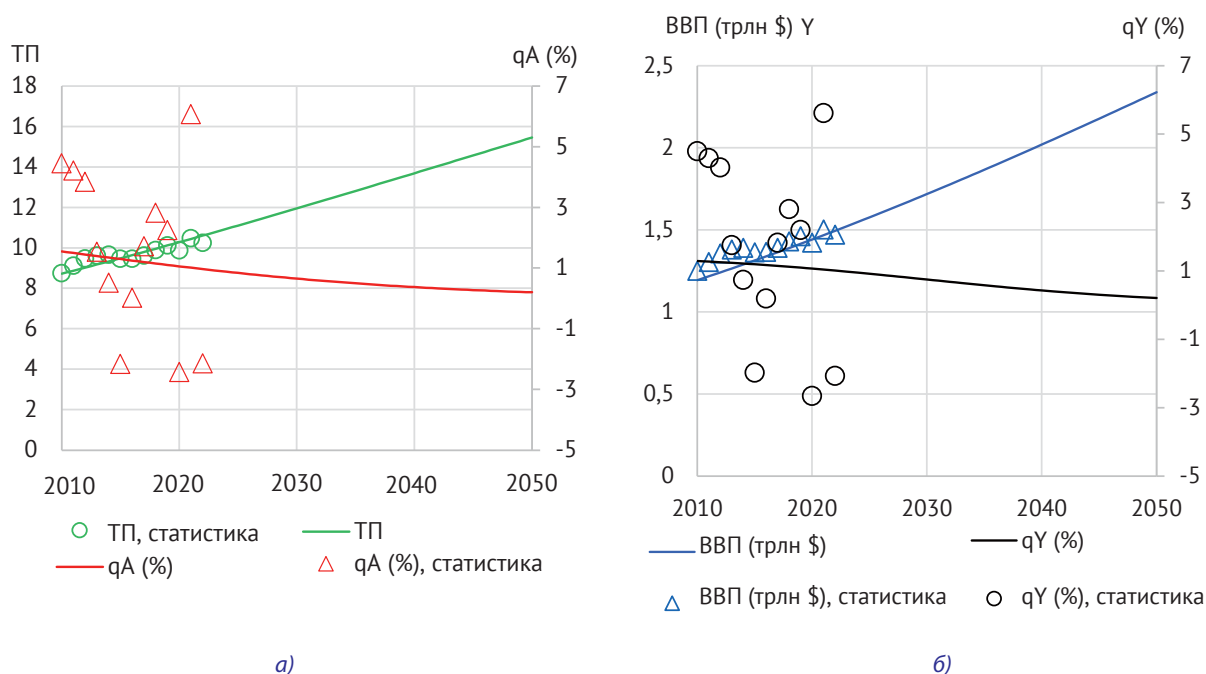 ТП qA (%)
18 7
16 5
14
12 3
10
8 1
6 -1
4
2 -3
0 -5
2010 2020 2030 2040 2050
ТП, статистика ТП
qA (%) qA (%), статистика
а)
ВВП (трлн $) Y qY (%)
2,5 7
2 5
1,5 3
1 1
0,5 -1
0 -3
-5
2010 2020 2030 2040 2050
ВВП (трлн $) qY (%)
ВВП (трлн $), статистика qY (%), статистика
б)